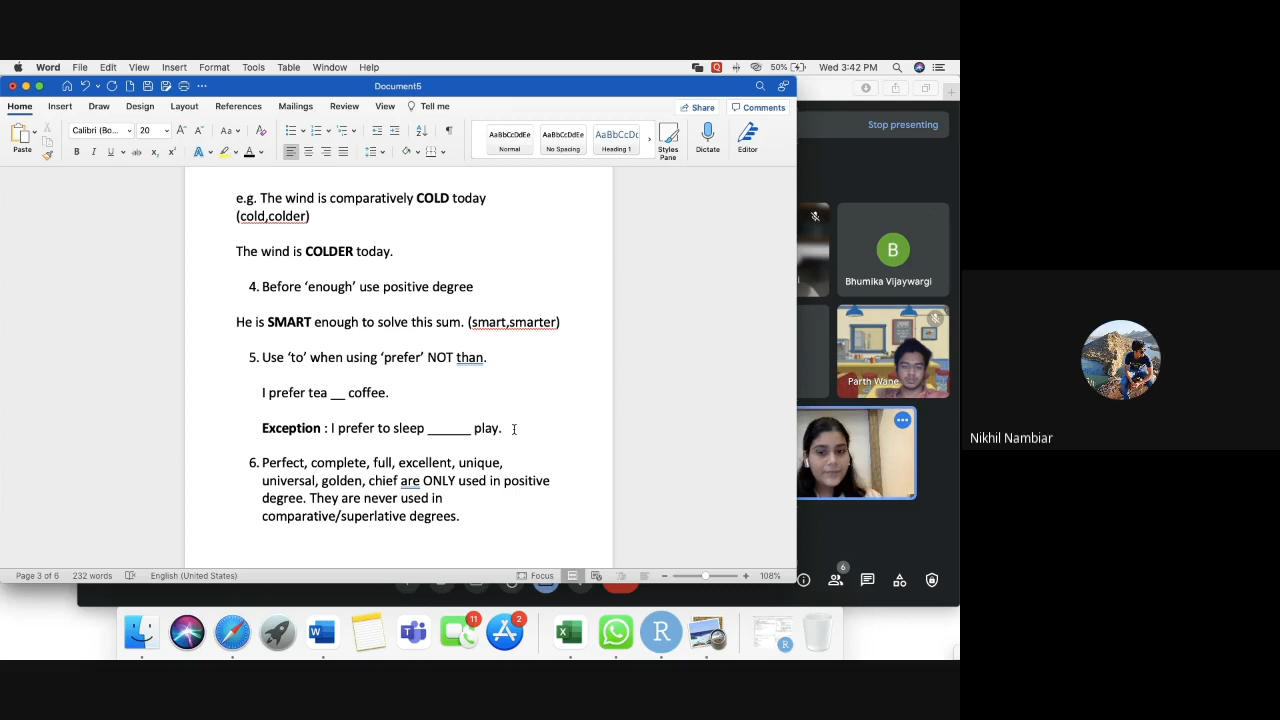 Word File Edit View Insert Format Tools Table Window Help
50% Wed 3:42 PM
Document5
Home Insert Draw Design Layout References Mailings Review View Tell me
Share Comments
Stop presenting
Paste
Calibri (Bo... 20
AaBbCcDdEe AaBbCcDdEe AaBbCcDc
Normal No Spacing Heading 1
Styles Pane
Dictate
Editor
e.g. The wind is comparatively COLD today
(cold,colder)
The wind is COLDER today.
4. Before ‘enough’ use positive degree
He is SMART enough to solve this sum. (smart,smarter)
5. Use ‘to’ when using ‘prefer’ NOT than.
I prefer tea __ coffee.
Exception : I prefer to sleep ______ play.
6. Perfect, complete, full, excellent, unique,
universal, golden, chief are ONLY used in positive
degree. They are never used in
comparative/superlative degrees.
B
Bhumika Vijaywargi
Parth Wane
Nikhil Nambiar
Page 3 of 6 232 words English (United States) Focus 108%
6
11
2